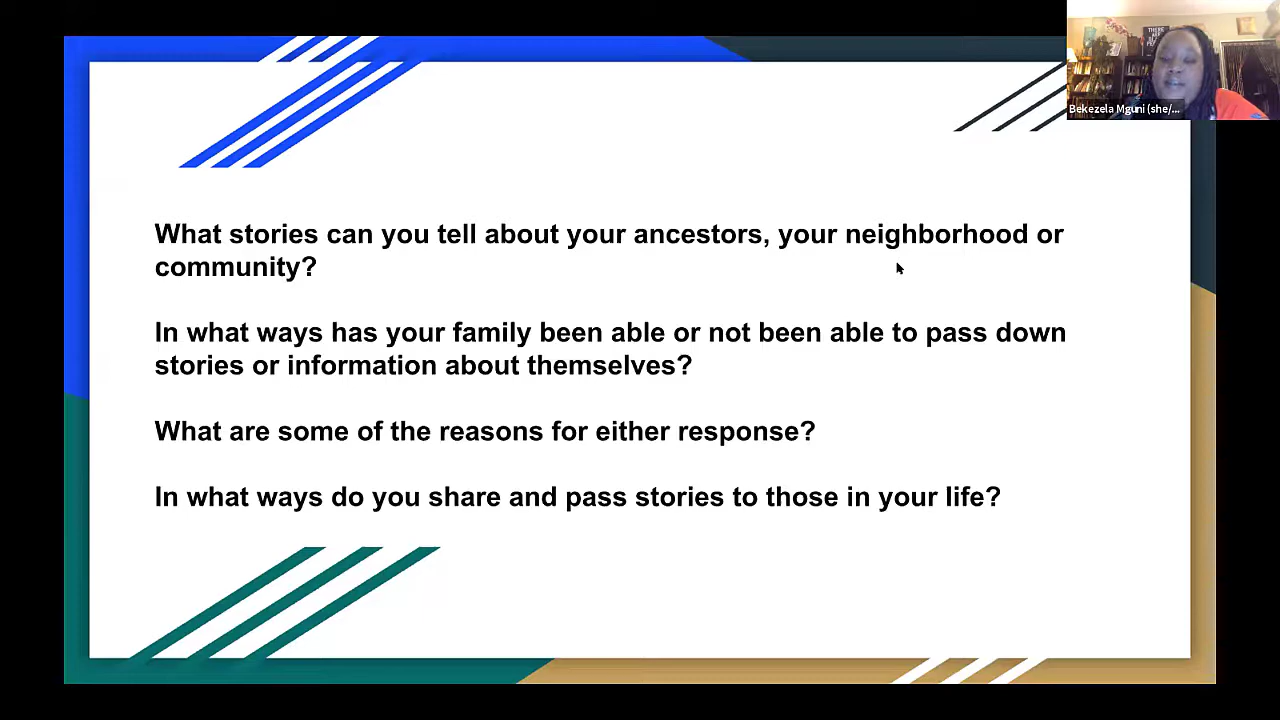 What stories can you tell about your ancestors, your neighborhood or
community?
In what ways has your family been able or not been able to pass down
stories or information about themselves?
What are some of the reasons for either response?
In what ways do you share and pass stories to those in your life?
Bekezela Mguni (she/...